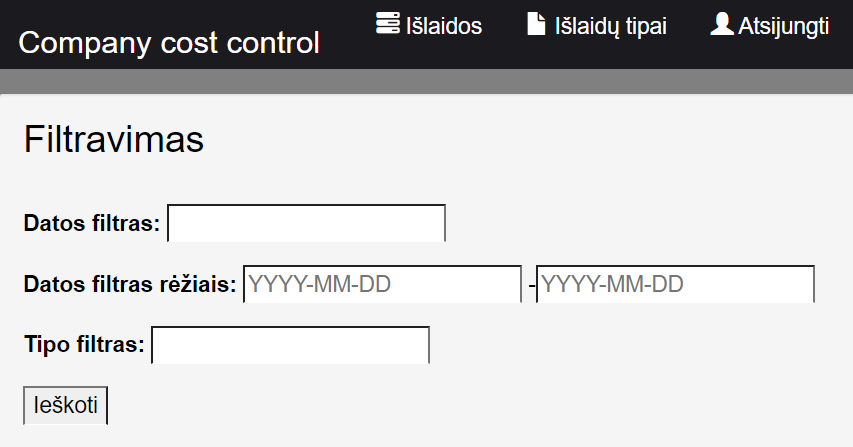 Company cost control Išlaidos Išlaidų tipai Atsijungti
Filtravimas
Datos filtras:
Datos filtras rėžiais: YYYY-MM-DD - YYYY-MM-DD
Tipo filtras:
Ieškoti